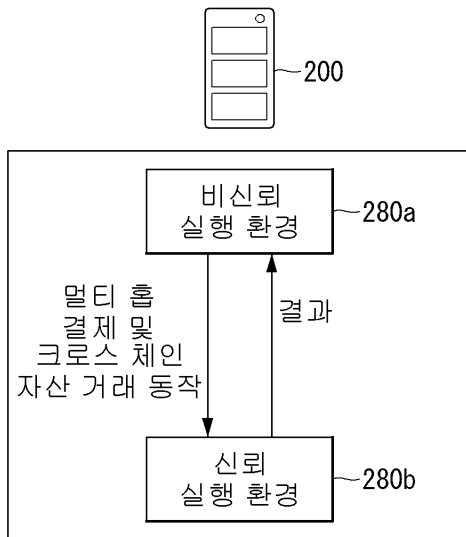 200
비신뢰
실행 환경
280a
멀티 홉
결제 및
크로스 체인
자산 거래 동작
결과
신뢰
실행 환경
280b